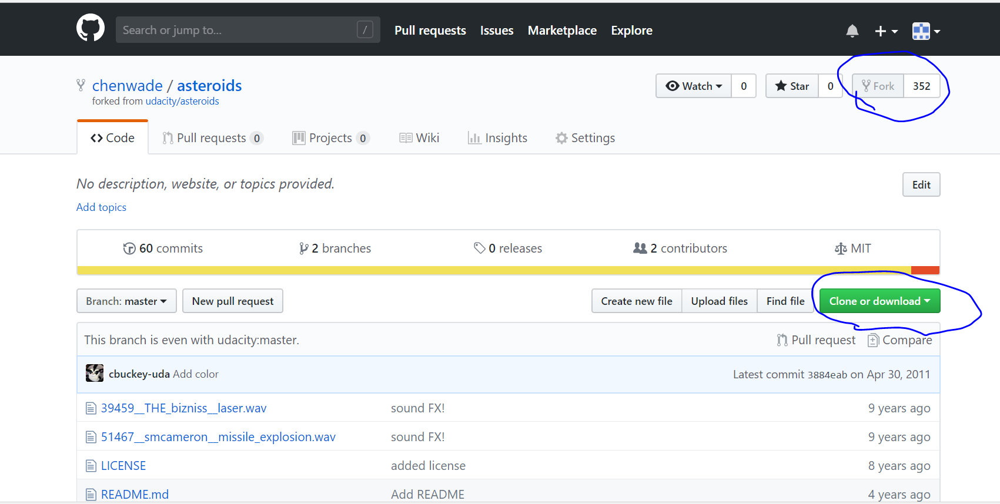 Search or jump to... / Pull requests Issues Marketplace Explore
chenwade / asteroids Watch 0 Star 0 Fork 352
forked from udacity/asteroids
Code Pull requests 0 Projects 0 Wiki Insights Settings
No description, website, or topics provided. Edit
Add topics
60 commits 2 branches 0 releases 2 contributors MIT
Branch: master New pull request Create new file Upload files Find file Clone or download
This branch is even with udacity:master. Pull request Compare
cbuckey-uda Add color Latest commit 3884eab on Apr 30, 2011
39459__THE_bizniss__laser.wav sound FX! 9 years ago
51467__smcameron__missile_explosion.wav sound FX! 9 years ago
LICENSE added license 8 years ago
README.md Add README 4 years ago